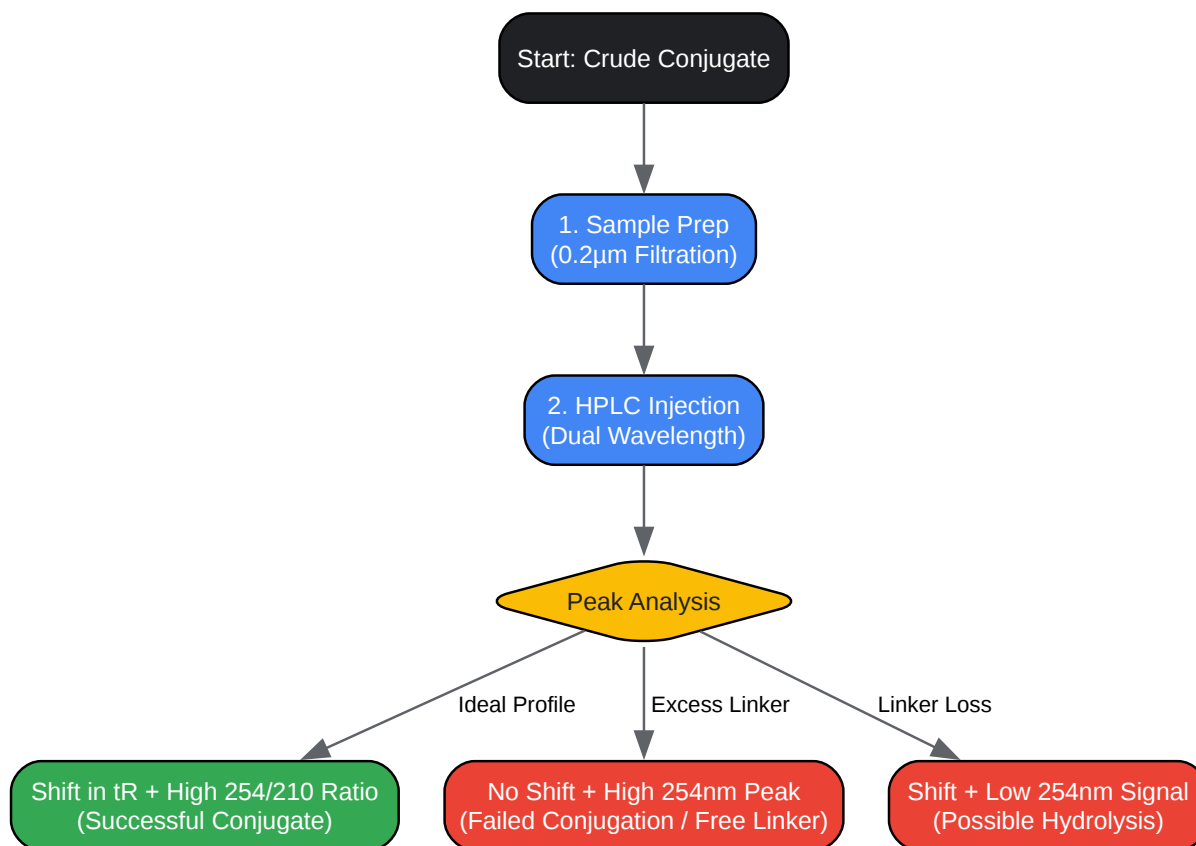 Start: Crude Conjugate
1. Sample Prep
(0.2µm Filtration)
2. HPLC Injection
(Dual Wavelength)
Peak Analysis
Ideal Profile
Excess Linker
Linker Loss
Shift in tR + High 254/210 Ratio
(Successful Conjugate)
No Shift + High 254nm Peak
(Failed Conjugation / Free Linker)
Shift + Low 254nm Signal
(Possible Hydrolysis)